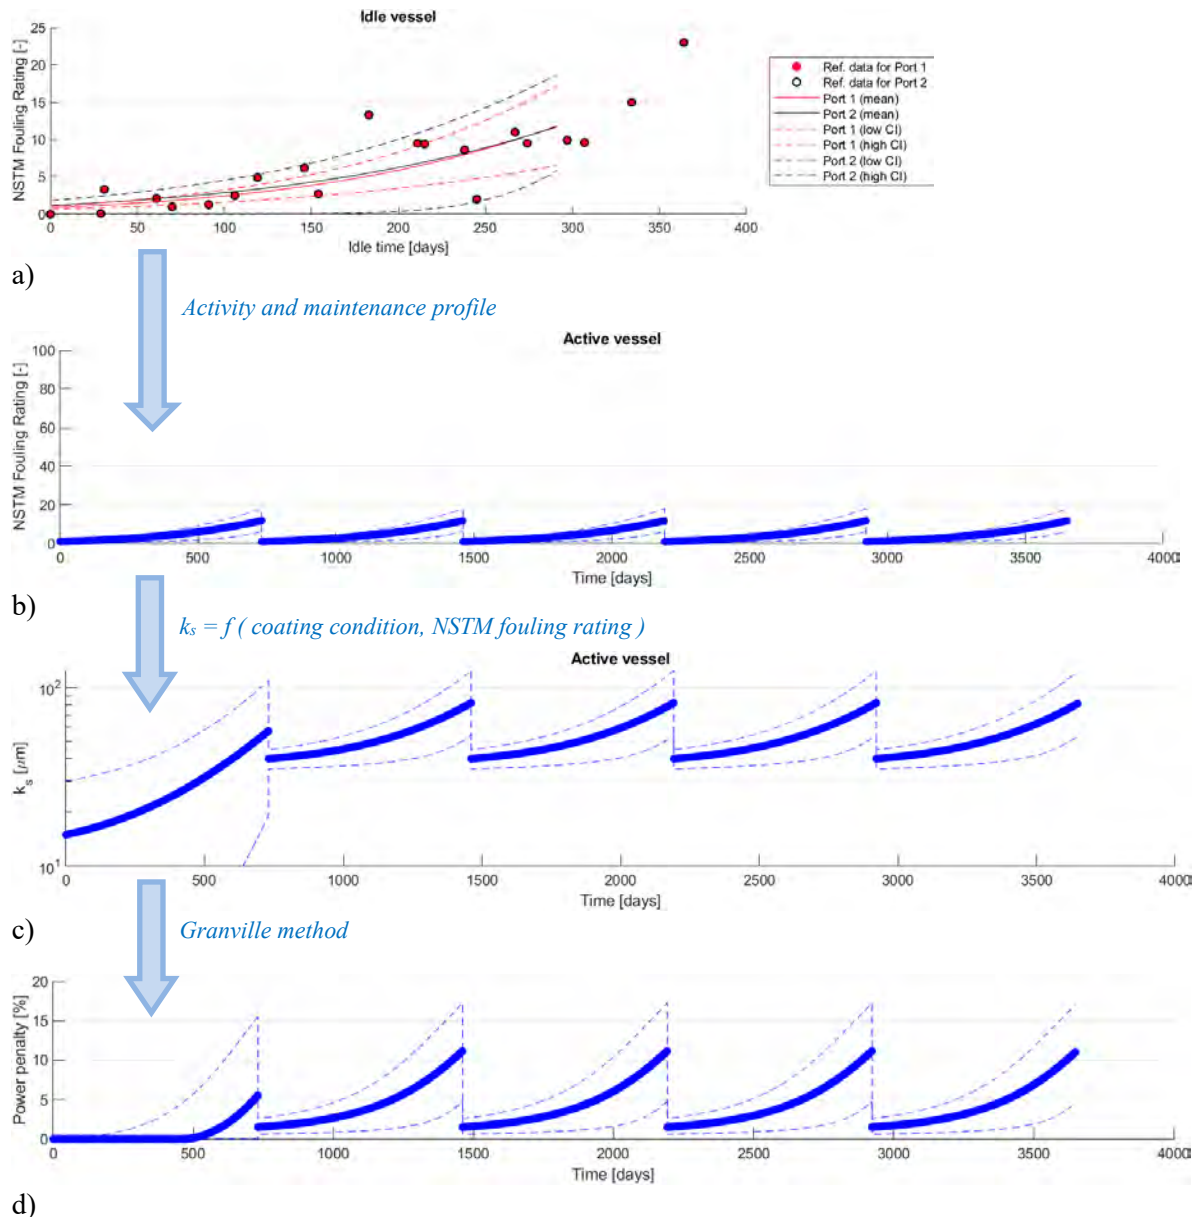 Idle vessel
NSTM Fouling Rating [-]
25
20
15
10
5
0
0 50 100 150 200 250 300 350 400
Idle time [days]
Ref. data for Port 1
Ref. data for Port 2
Port 1 (mean)
Port 2 (mean)
Port 1 (low CI)
Port 1 (high CI)
Port 2 (low CI)
Port 2 (high CI)
a)
Activity and maintenance profile
Active vessel
NSTM Fouling Rating [-]
100
80
60
40
20
0
0 500 1000 1500 2000 2500 3000 3500 4000
Time [days]
b)
ks = f ( coating condition, NSTM fouling rating )
Active vessel
ks [μm]
10²
10¹
0 500 1000 1500 2000 2500 3000 3500 4000
Time [days]
c)
Granville method
Power penalty [%]
20
15
10
5
0
0 500 1000 1500 2000 2500 3000 3500 4000
Time [days]
d)